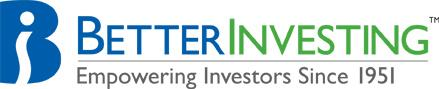 BETTERINVESTING™
Empowering Investors Since 1951